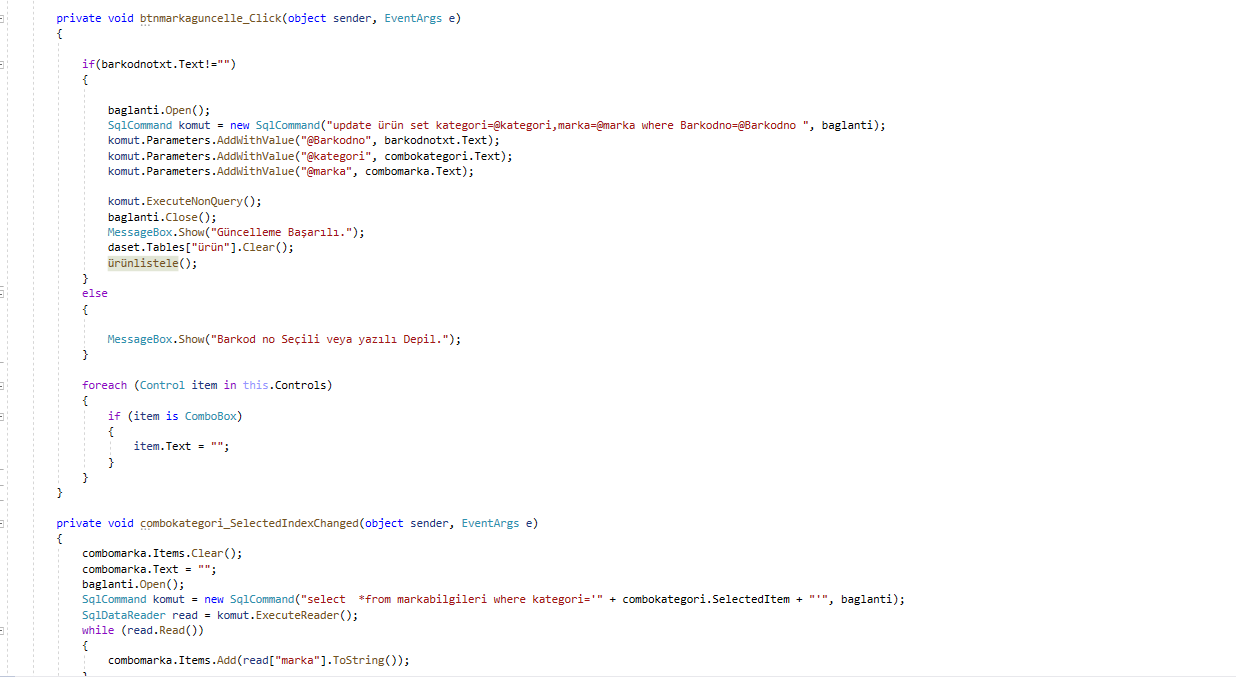 private void btnmarkaguncelle_Click(object sender, EventArgs e)
{
if(barkodnotxt.Text!="")
{
baglanti.Open();
SqlCommand komut = new SqlCommand("update ürün set kategori=@kategori,marka=@marka where Barkodno=@Barkodno ", baglanti);
komut.Parameters.AddWithValue("@Barkodno", barkodnotxt.Text);
komut.Parameters.AddWithValue("@kategori", combokategori.Text);
komut.Parameters.AddWithValue("@marka", combomarka.Text);
komut.ExecuteNonQuery();
baglanti.Close();
MessageBox.Show("Güncelleme Başarılı.");
daset.Tables["ürün"].Clear();
ürünlistele();
}
else
{
MessageBox.Show("Barkod no Seçili veya yazılı Depil.");
}
foreach (Control item in this.Controls)
{
if (item is ComboBox)
{
item.Text = "";
}
}
}
private void combokategori_SelectedIndexChanged(object sender, EventArgs e)
{
combomarka.Items.Clear();
combomarka.Text = "";
baglanti.Open();
SqlCommand komut = new SqlCommand("select  *from markabilgileri where kategori='" + combokategori.SelectedItem + "'", baglanti);
SqlDataReader read = komut.ExecuteReader();
while (read.Read())
{
combomarka.Items.Add(read["marka"].ToString());
}